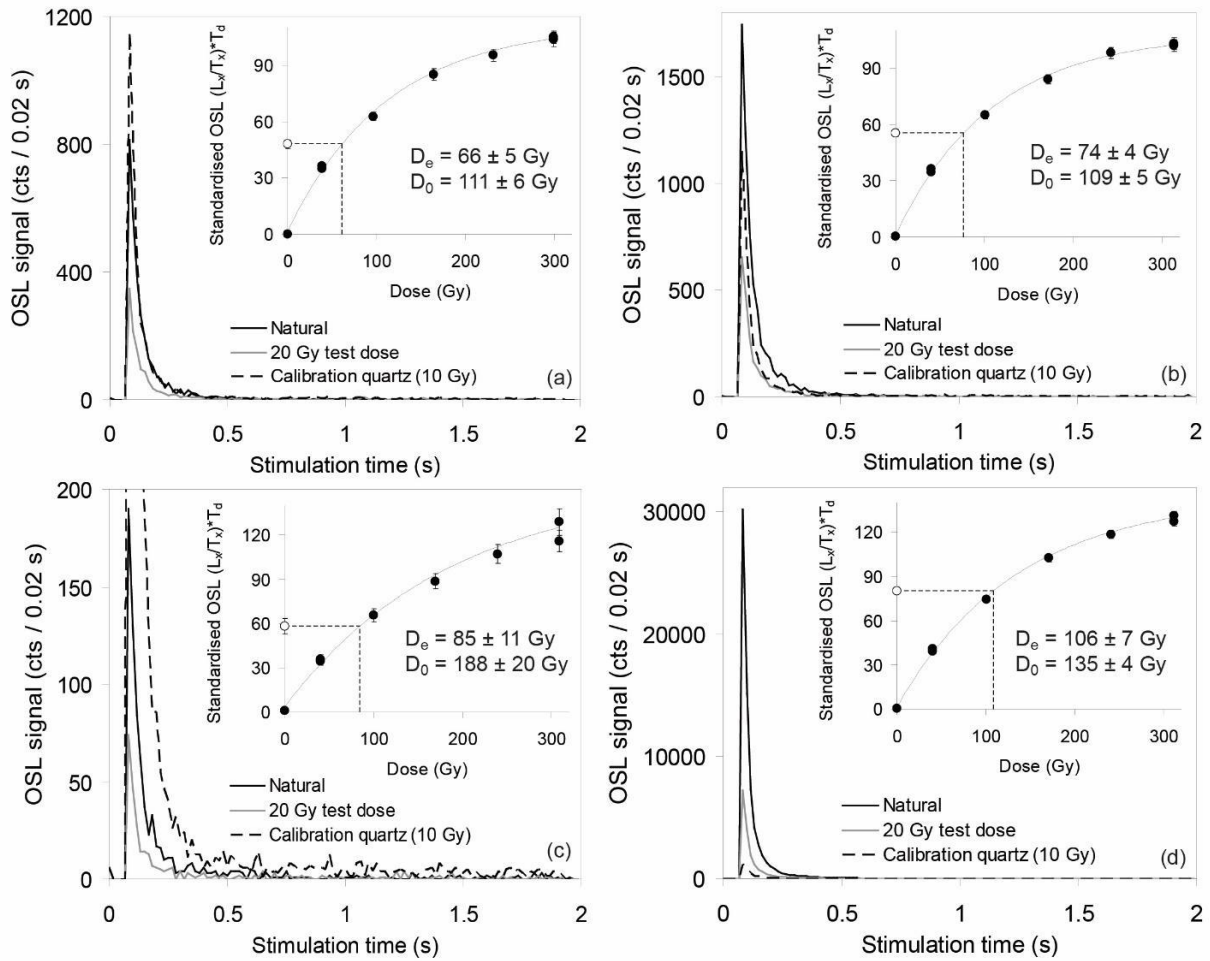 1200
800
400
0
OSL signal (cts / 0.02 s)
90
60
30
0
Standardised OSL (Lₓ/Tₓ)*T_d
Dₑ = 66 ± 5 Gy
D₀ = 111 ± 6 Gy
0 100 200 300
Dose (Gy)
Natural
20 Gy test dose
Calibration quartz (10 Gy)
(a)
0 0.5 1 1.5 2
Stimulation time (s)
1500
1000
500
0
OSL signal (cts / 0.02 s)
90
60
30
0
Standardised OSL (Lₓ/Tₓ)*T_d
Dₑ = 74 ± 4 Gy
D₀ = 109 ± 5 Gy
0 100 200 300
Dose (Gy)
Natural
20 Gy test dose
Calibration quartz (10 Gy)
(b)
0 0.5 1 1.5 2
Stimulation time (s)
200
150
100
50
0
OSL signal (cts / 0.02 s)
120
90
60
30
0
Standardised OSL (Lₓ/Tₓ)*T_d
Dₑ = 85 ± 11 Gy
D₀ = 188 ± 20 Gy
0 100 200 300
Dose (Gy)
Natural
20 Gy test dose
Calibration quartz (10 Gy)
(c)
0 0.5 1 1.5 2
Stimulation time (s)
30000
20000
10000
0
OSL signal (cts / 0.02 s)
120
90
60
30
0
Standardised OSL (Lₓ/Tₓ)*T_d
Dₑ = 106 ± 7 Gy
D₀ = 135 ± 4 Gy
0 100 200 300
Dose (Gy)
Natural
20 Gy test dose
Calibration quartz (10 Gy)
(d)
0 0.5 1 1.5 2
Stimulation time (s)